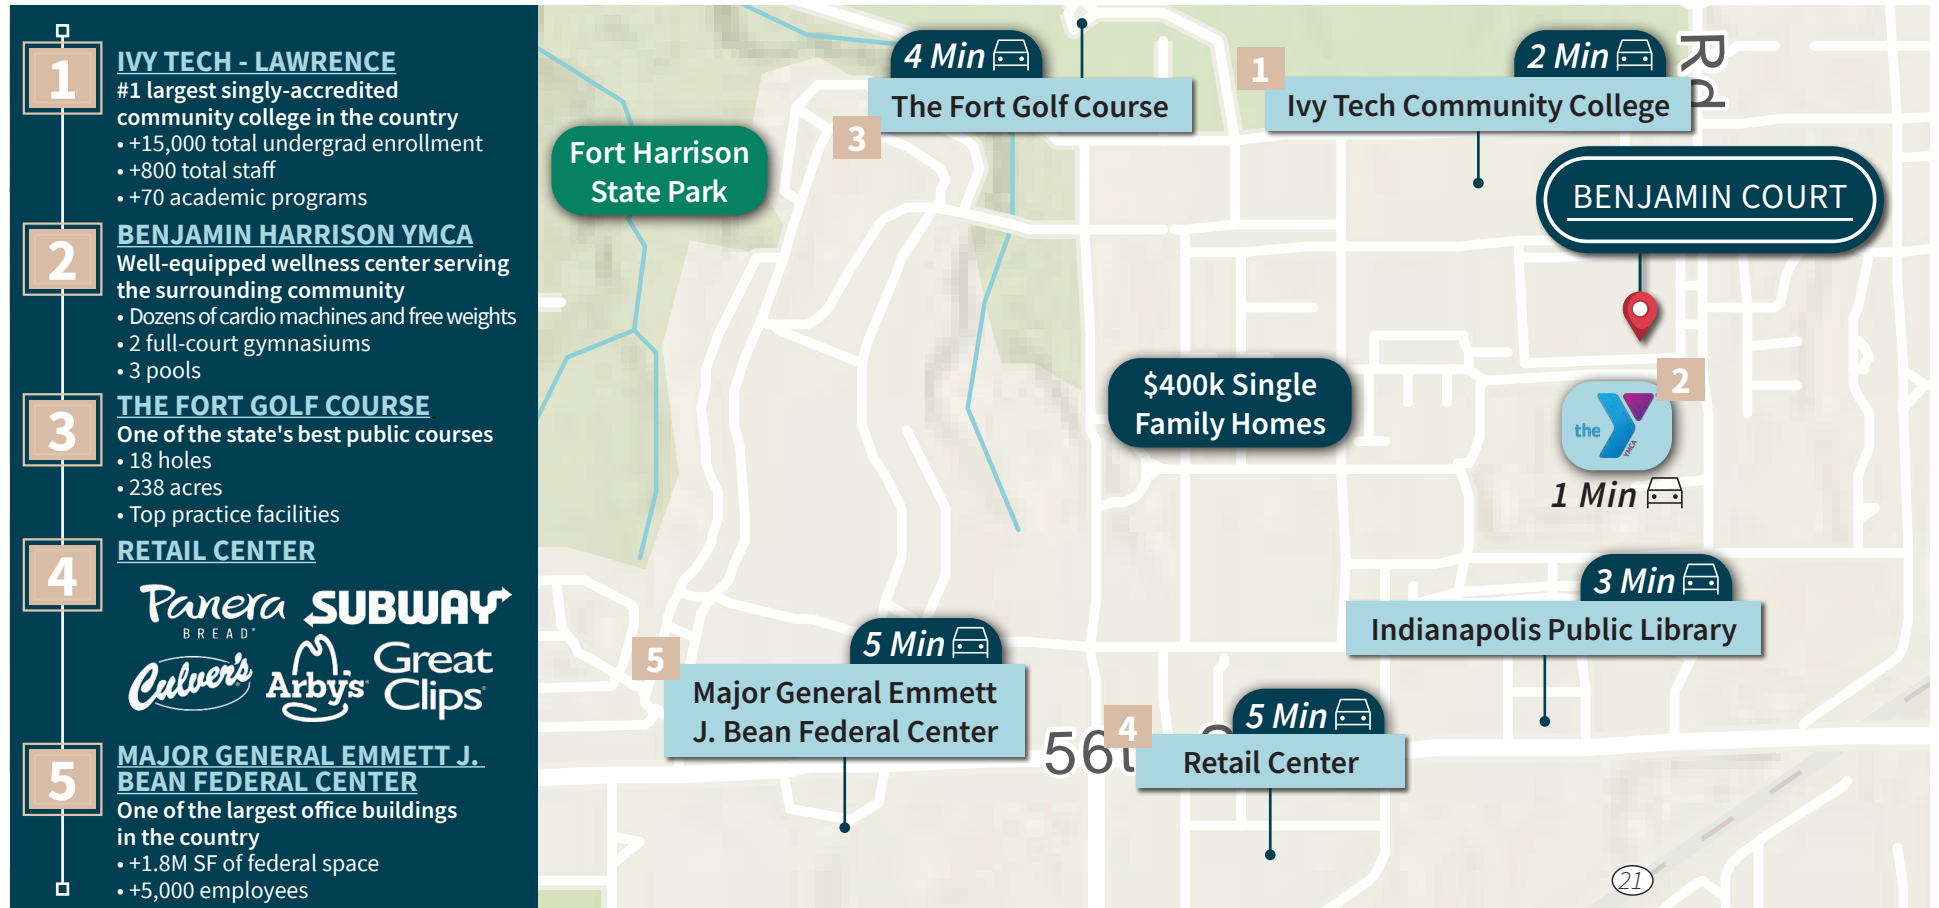 1
IVY TECH - LAWRENCE
#1 largest singly-accredited
community college in the country
• +15,000 total undergrad enrollment
• +800 total staff
• +70 academic programs
2
BENJAMIN HARRISON YMCA
Well-equipped wellness center serving
the surrounding community
• Dozens of cardio machines and free weights
• 2 full-court gymnasiums
• 3 pools
3
THE FORT GOLF COURSE
One of the state's best public courses
• 18 holes
• 238 acres
• Top practice facilities
4
RETAIL CENTER
Panera
BREAD®
SUBWAY
Culver's
Arby's
Great
Clips
5
MAJOR GENERAL EMMETT J.
BEAN FEDERAL CENTER
One of the largest office buildings
in the country
• +1.8M SF of federal space
• +5,000 employees
4 Min
The Fort Golf Course
3
1
2 Min
Ivy Tech Community College
Rd
Fort Harrison
State Park
BENJAMIN COURT
$400k Single
Family Homes
2
the
YMCA
1 Min
3 Min
Indianapolis Public Library
5
5 Min
Major General Emmett
J. Bean Federal Center
4
5 Min
Retail Center
21